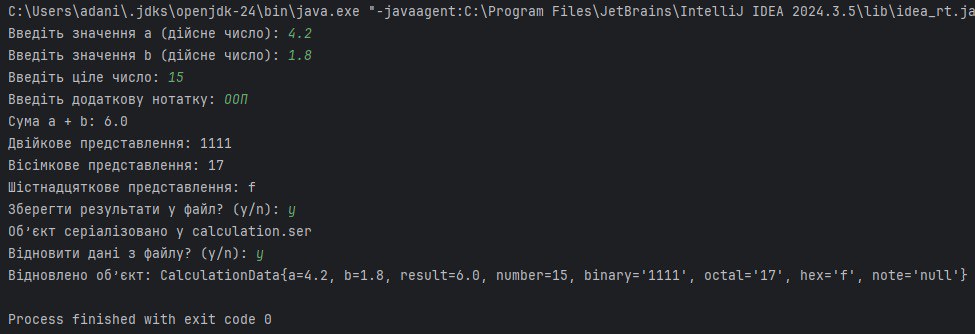 C:\Users\adani\.jdks\openjdk-24\bin\java.exe "-javaagent:C:\Program Files\JetBrains\IntelliJ IDEA 2024.3.5\lib\idea_rt.ja
Введіть значення a (дійсне число): 4.2
Введіть значення b (дійсне число): 1.8
Введіть ціле число: 15
Введіть додаткову нотатку: ООП
Сума a + b: 6.0
Двійкове представлення: 1111
Вісімкове представлення: 17
Шістнадцяткове представлення: f
Зберегти результати у файл? (y/n): y
Обʼєкт серіалізовано у calculation.ser
Відновити дані з файлу? (y/n): y
Відновлено обʼєкт: CalculationData{a=4.2, b=1.8, result=6.0, number=15, binary='1111', octal='17', hex='f', note='null'}
Process finished with exit code 0